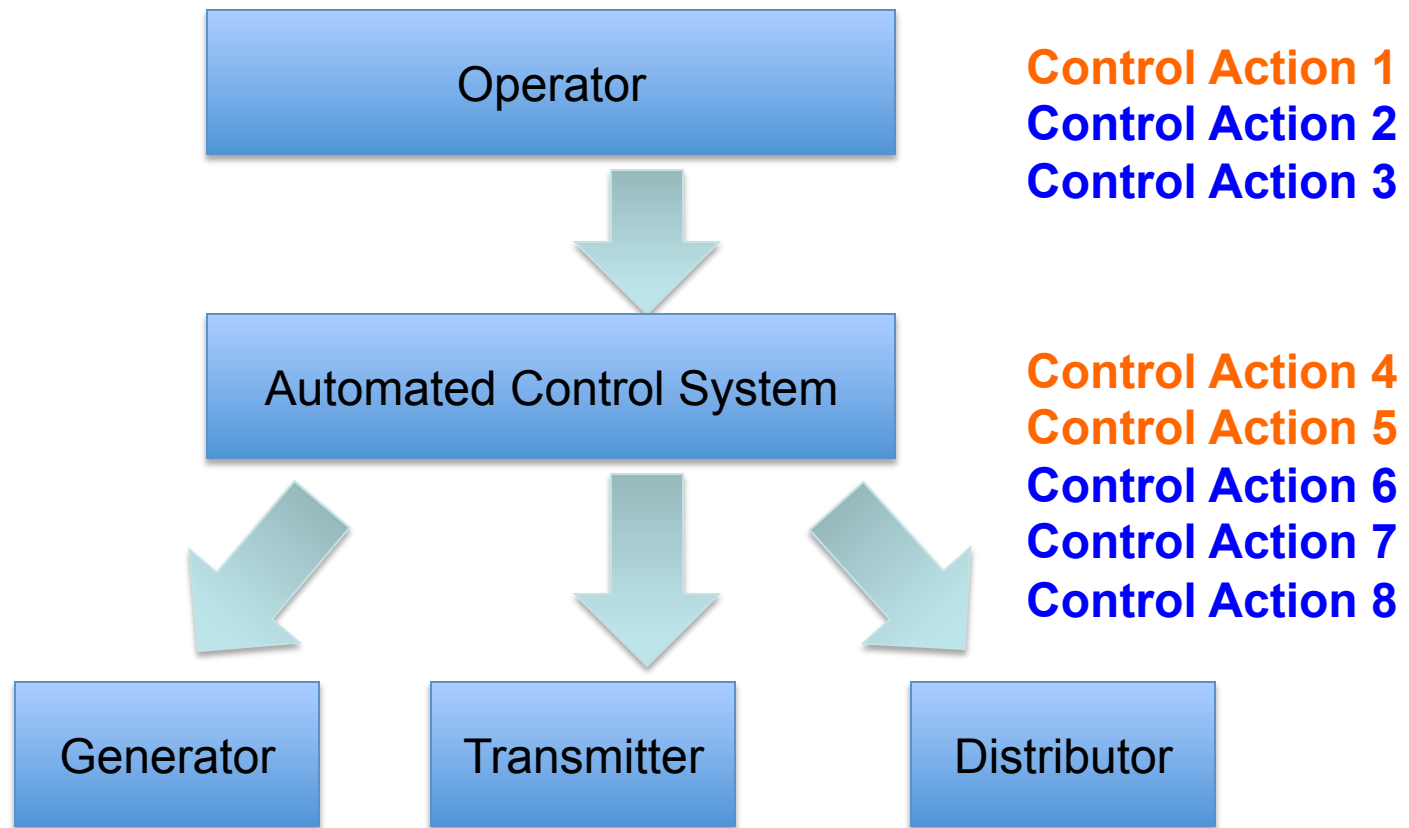 Operator
Control Action 1
Control Action 2
Control Action 3
Automated Control System
Control Action 4
Control Action 5
Control Action 6
Control Action 7
Control Action 8
Generator
Transmitter
Distributor